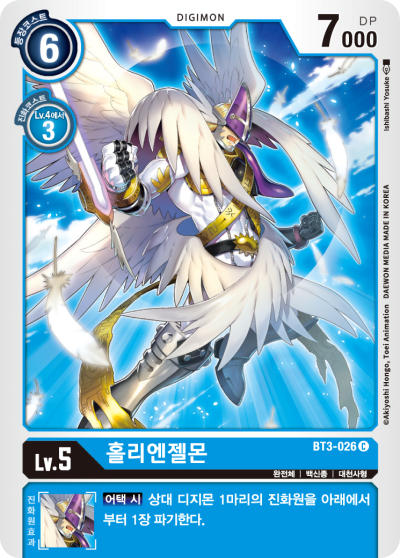 DIGIMON
등장코스트
6
DP
7000
진화코스트
Lv.4에서
3
Ishibashi Yosuke
©Akiyoshi Hongo, Toei Animation DAEWON MEDIA MADE IN KOREA
BT3-026 C
Lv.5
홀리엔젤몬
완전체 | 백신종 | 대천사형
진화원효과
어택 시 상대 디지몬 1마리의 진화원을 아래에서
부터 1장 파기한다.